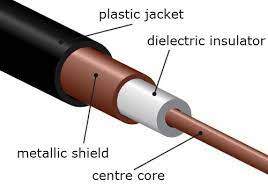 plastic jacket
dielectric insulator
metallic shield
centre core